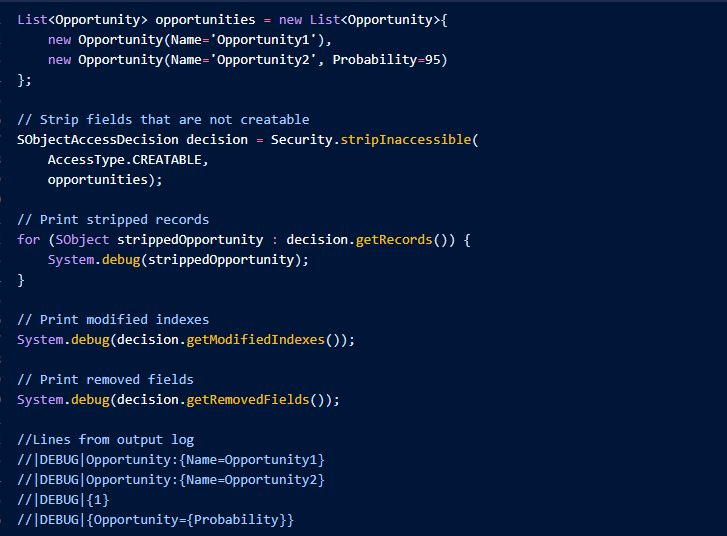 List<Opportunity> opportunities = new List<Opportunity>{
    new Opportunity(Name='Opportunity1'),
    new Opportunity(Name='Opportunity2', Probability=95)
};

// Strip fields that are not creatable
SObjectAccessDecision decision = Security.stripInaccessible(
    AccessType.CREATABLE,
    opportunities);

// Print stripped records
for (SObject strippedOpportunity : decision.getRecords()) {
    System.debug(strippedOpportunity);
}

// Print modified indexes
System.debug(decision.getModifiedIndexes());

// Print removed fields
System.debug(decision.getRemovedFields());

//Lines from output log
//|DEBUG|Opportunity:{Name=Opportunity1}
//|DEBUG|Opportunity:{Name=Opportunity2}
//|DEBUG|{1}
//|DEBUG|{Opportunity={Probability}}